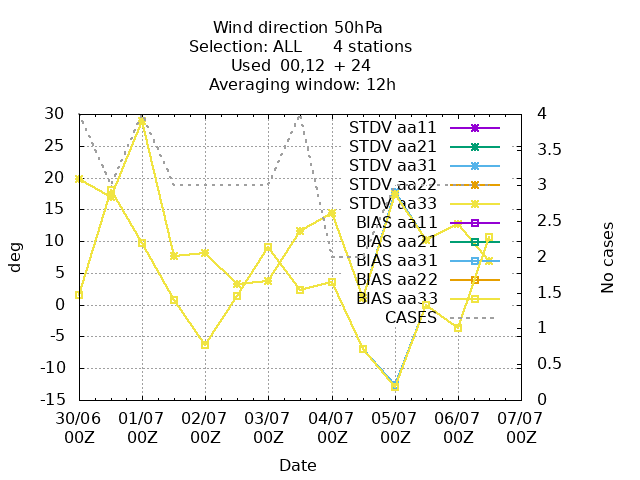 Wind direction 50hPa
Selection: ALL 4 stations
Used 00,12 + 24
Averaging window: 12h
30
25
20
15
10
5
0
-5
-10
-15
deg
4
3.5
3
2.5
2
1.5
1
0.5
0
No cases
STDV aa11
STDV aa21
STDV aa31
STDV aa22
STDV aa33
BIAS aa11
BIAS aa21
BIAS aa31
BIAS aa22
BIAS aa33
CASES
30/06 01/07 02/07 03/07 04/07 05/07 06/07 07/07
00Z 00Z 00Z 00Z 00Z 00Z 00Z 00Z
Date